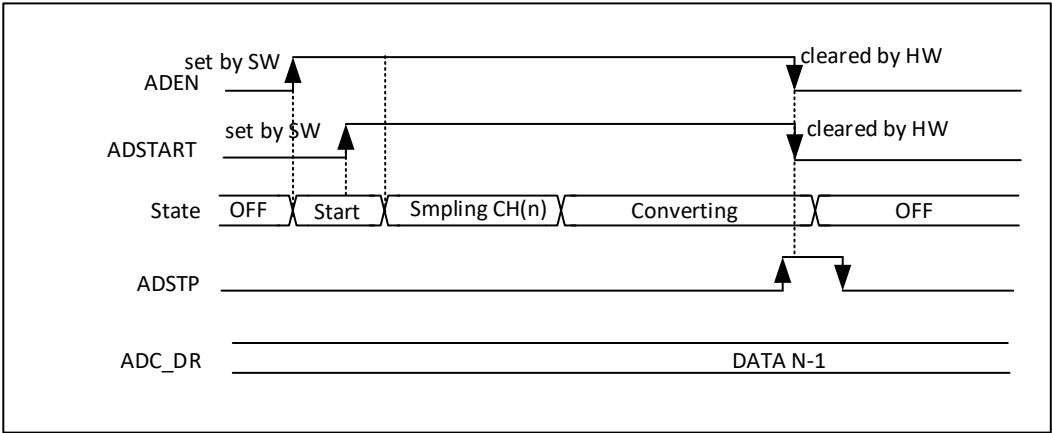 set by SW
cleared by HW
ADEN
set by SW
cleared by HW
ADSTART
State OFF Start Smpling CH(n) Converting OFF
ADSTP
ADC_DR DATA N-1